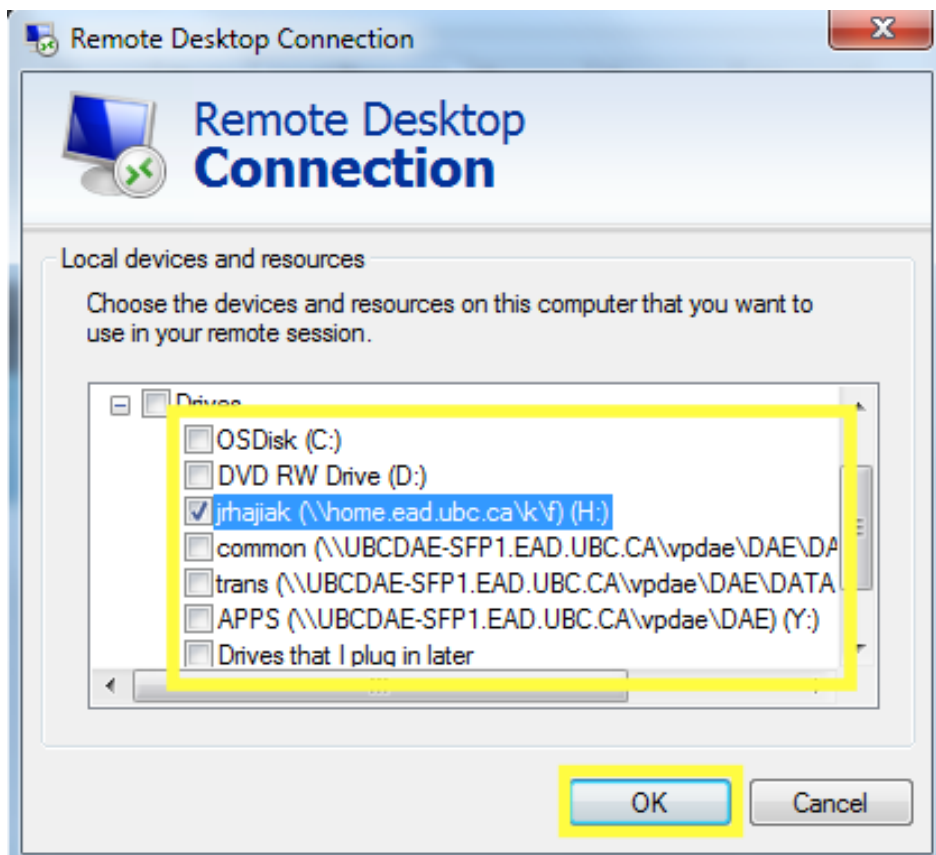 Remote Desktop Connection
Remote Desktop
Connection
Local devices and resources
Choose the devices and resources on this computer that you want to
use in your remote session.
Drives
OSDisk (C:)
DVD RW Drive (D:)
jrhajiak (\\home.ead.ubc.ca\k\f) (H:)
common (\\UBCDAE-SFP1.EAD.UBC.CA\vpdae\DAE\DA
trans (\\UBCDAE-SFP1.EAD.UBC.CA\vpdae\DAE\DATA
APPS (\\UBCDAE-SFP1.EAD.UBC.CA\vpdae\DAE) (Y:)
Drives that I plug in later
OK Cancel